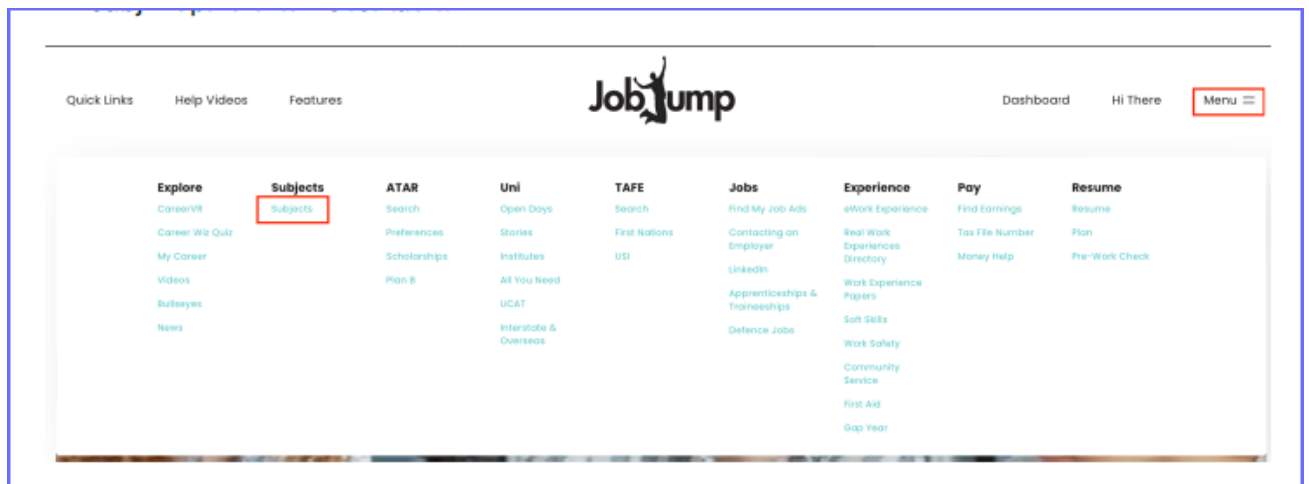 Quick Links
Help Videos
Features
JobJump
Dashboard
Hi There
Menu
Explore
CareerVR
Career Wiz Quiz
My Career
Videos
Bullseyes
News
Subjects
Subjects
ATAR
Search
Preferences
Scholarships
Plan B
Uni
Open Days
Stories
Institutes
All You Need
UCAT
Interstate &
Overseas
TAFE
Search
First Nations
USI
Jobs
Find My Job Ads
Contacting an
Employer
LinkedIn
Apprenticeships &
Traineeships
Defence Jobs
Experience
eWork Experience
Real Work
Experiences
Directory
Work Experience
Papers
Soft Skills
Work Safety
Community
Service
First Aid
Gap Year
Pay
Find Earnings
Tax File Number
Money Help
Resume
Resume
Plan
Pre-Work Check